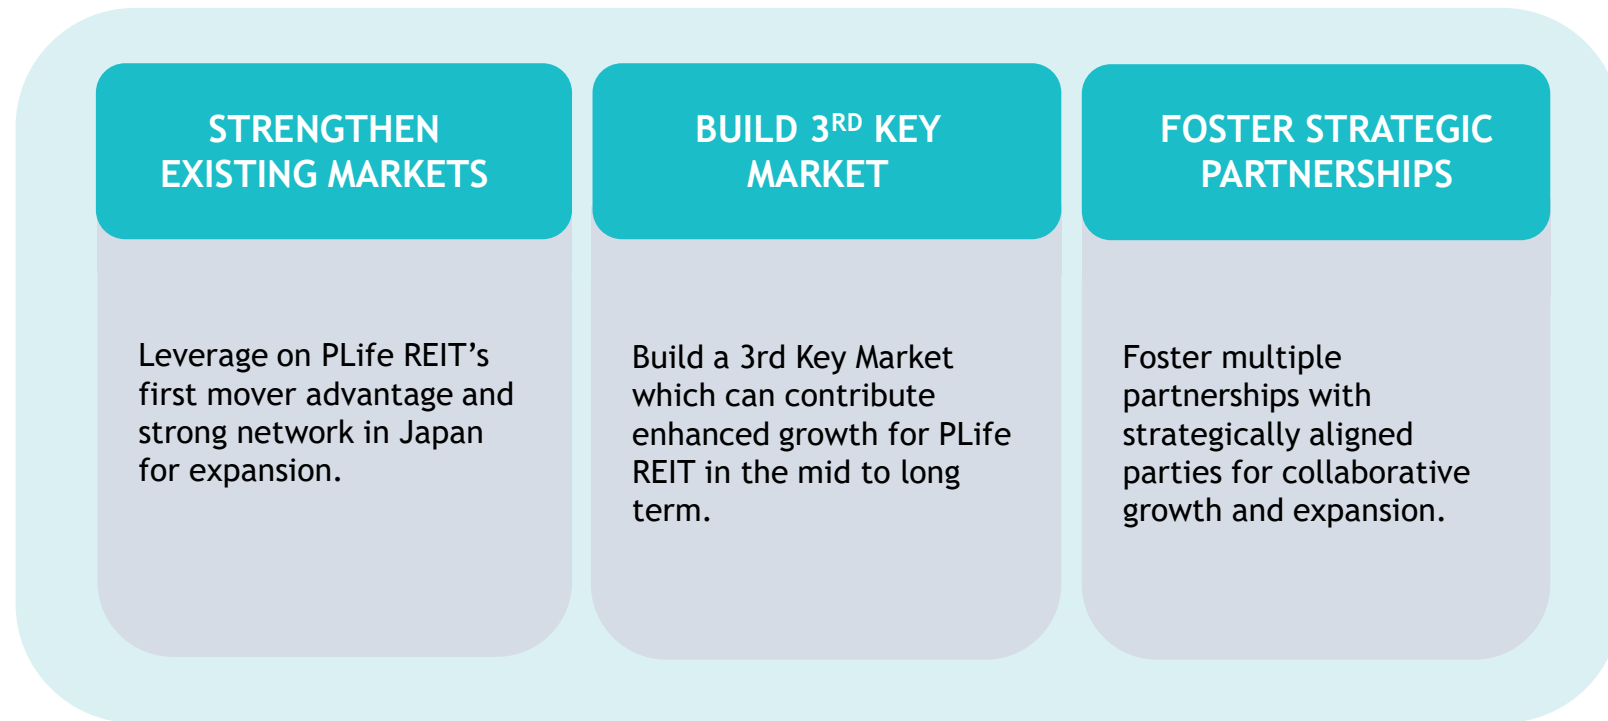 STRENGTHEN
EXISTING MARKETS
Leverage on PLife REIT’s
first mover advantage and
strong network in Japan
for expansion.
BUILD 3RD KEY
MARKET
Build a 3rd Key Market
which can contribute
enhanced growth for PLife
REIT in the mid to long
term.
FOSTER STRATEGIC
PARTNERSHIPS
Foster multiple
partnerships with
strategically aligned
parties for collaborative
growth and expansion.